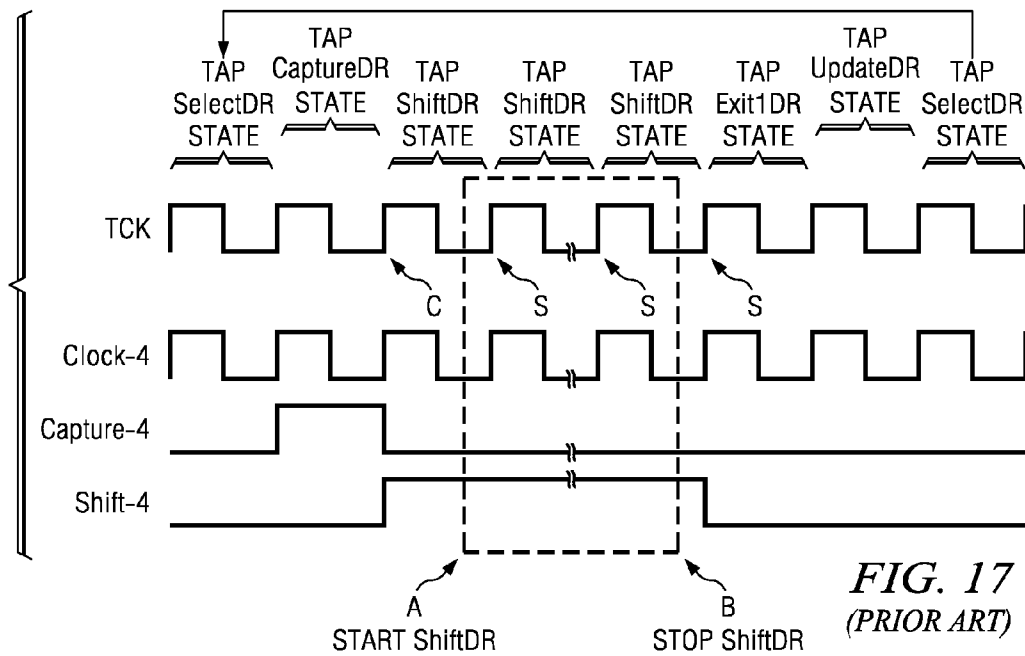 TAP
SelectDR
STATE
TAP
CaptureDR
STATE
TAP
ShiftDR
STATE
TAP
ShiftDR
STATE
TAP
ShiftDR
STATE
TAP
Exit1DR
STATE
TAP
UpdateDR
STATE
TAP
SelectDR
STATE
TCK
C
S
S
S
Clock-4
Capture-4
Shift-4
A
START ShiftDR
B
STOP ShiftDR
FIG. 17
(PRIOR ART)